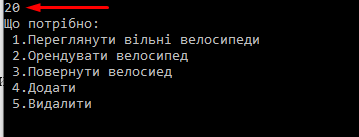 20
Що потрібно:
1.Переглянути вільні велосипеди
2.Орендувати велосипед
3.Повернути велосиед
4.Додати
5.Видалити